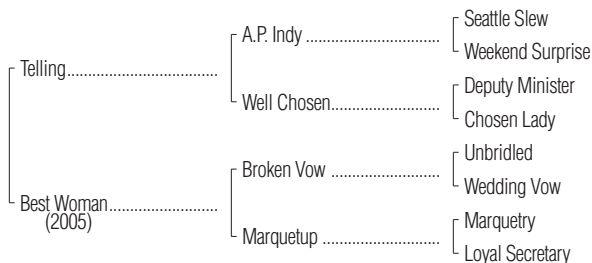 Seattle Slew
A.P. Indy ................................
Weekend Surprise
Telling....................................
Deputy Minister
Well Chosen..........................
Chosen Lady
Unbridled
Broken Vow ..........................
Wedding Vow
Best Woman..........................
(2005)
Marquetry
Marquetup ............................
Loyal Secretary